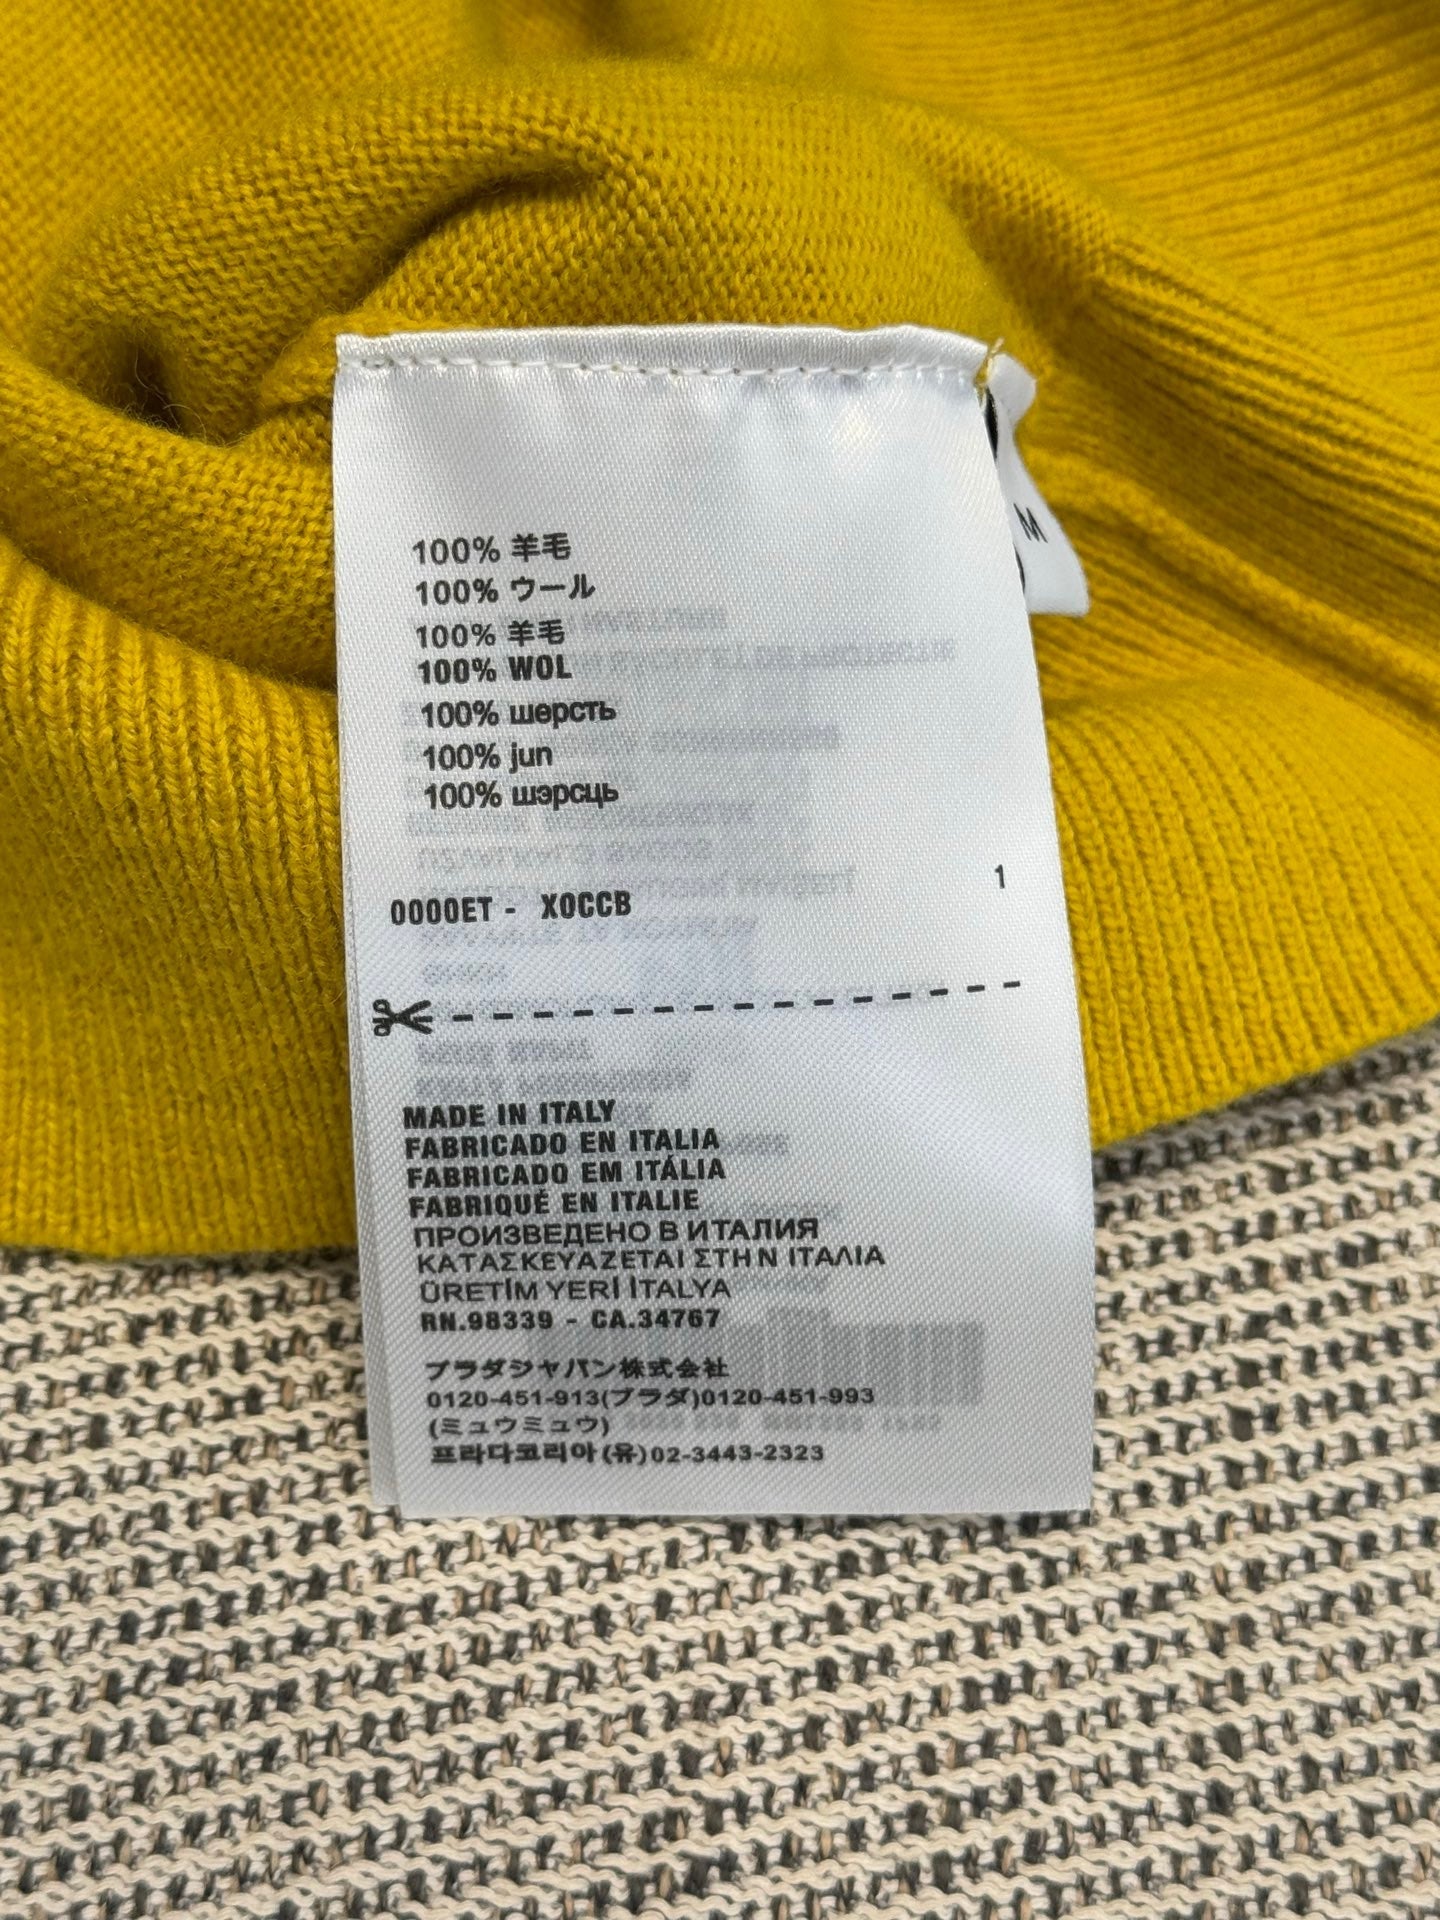 100% 羊毛
100% ウール
100% 羊毛
100% WOL
100% шөрсть
100% jun
100% шэрсць
M
1
0000ET - X0CCB
MADE IN ITALY
FABRICADO EN ITALIA
FABRICADO EM ITÁLIA
FABRIQUÉ EN ITALIE
ПРОИЗВЕДЕНО В ИТАЛИЯ
ΚΑΤΑΣΚΕΥΑΖΕΤΑΙ ΣΤΗΝ ΙΤΑΛΙΑ
ÜRETİM YERİ İTALYA
RN.98339 - CA.34767
プラダジャパン株式会社
0120-451-913(プラダ)0120-451-993
(ミュウミュウ)
프라다코리아(유)02-3443-2323